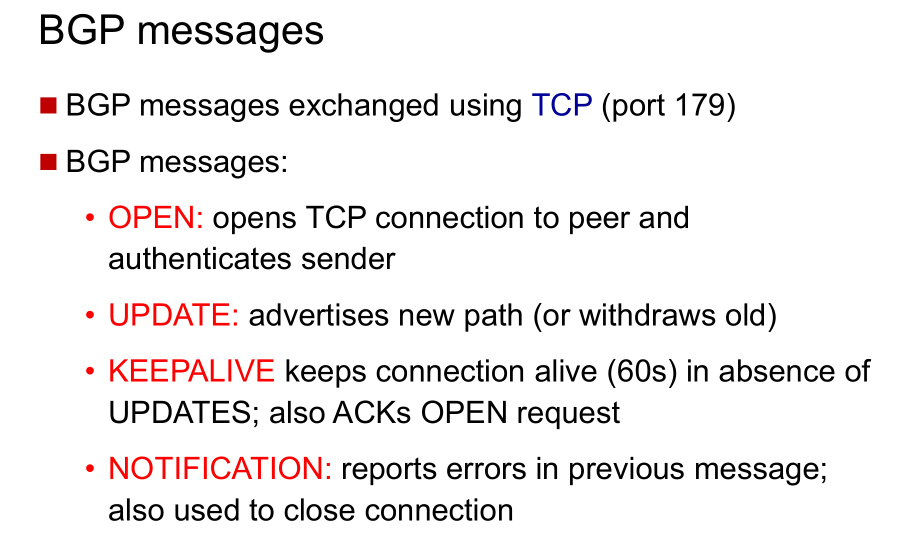 BGP messages
■ BGP messages exchanged using TCP (port 179)
■ BGP messages:
• OPEN: opens TCP connection to peer and
authenticates sender
• UPDATE: advertises new path (or withdraws old)
• KEEPALIVE keeps connection alive (60s) in absence of
UPDATES; also ACKs OPEN request
• NOTIFICATION: reports errors in previous message;
also used to close connection